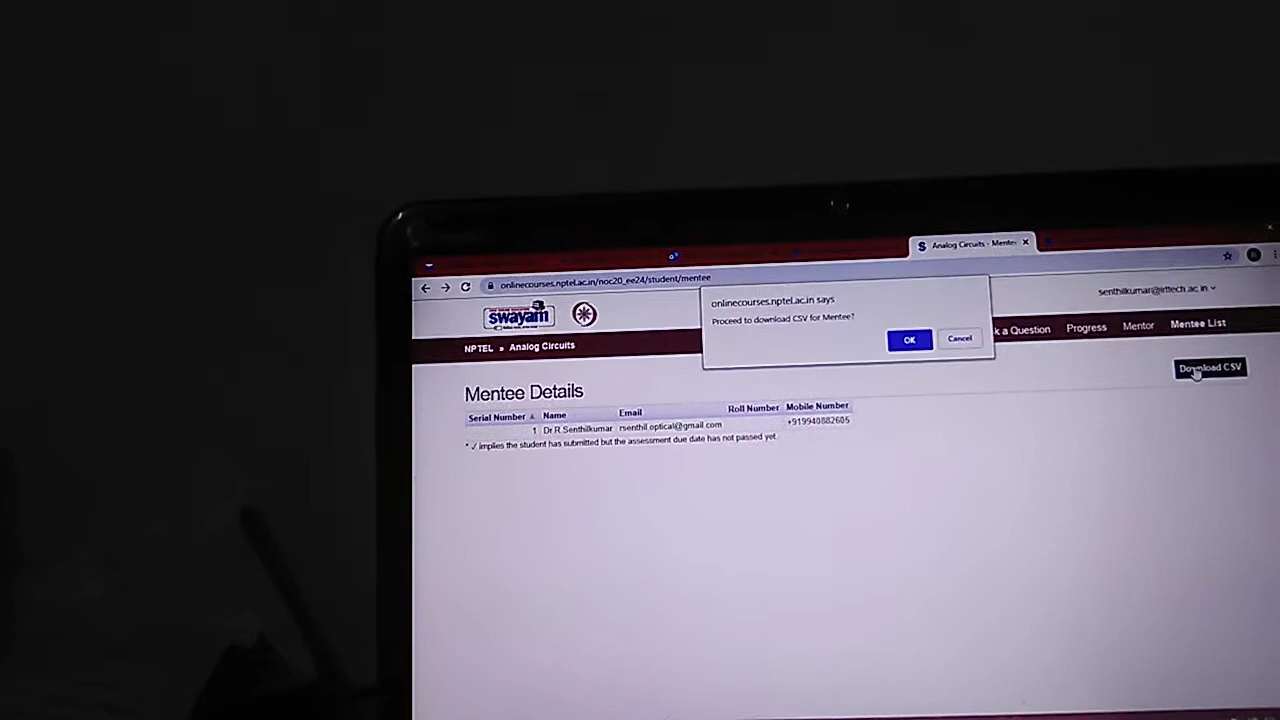 Analog Circuits - Mente
onlinecourses.nptel.ac.in/noc20_ee24/student/mentee
onlinecourses.nptel.ac.in says
Proceed to download CSV for Mentee?
OK
Cancel
swayam
senthilkumar@irttech.ac.in
NPTEL » Analog Circuits
k a Question
Progress
Mentor
Mentee List
Download CSV
Mentee Details
Serial Number ▲ Name Email Roll Number Mobile Number
1 Dr.R.Senthilkumar rsenthil.optical@gmail.com +919940882605
* ✓ implies the student has submitted but the assessment due date has not passed yet.